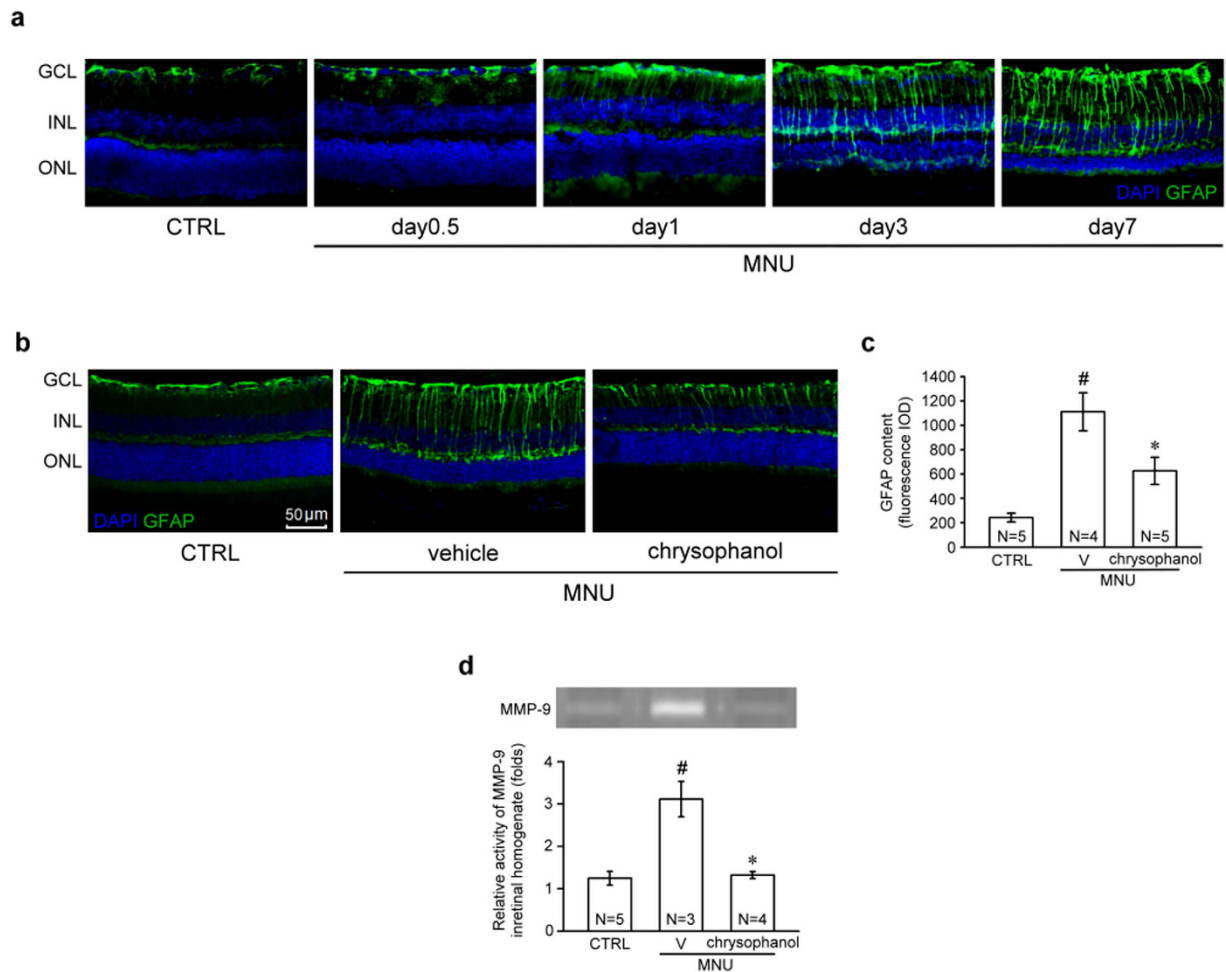 a
GCL
INL
ONL
DAPI GFAP
CTRL
day0.5
day1
day3
day7
MNU
b
GCL
INL
ONL
DAPI GFAP
50 μm
CTRL
vehicle
chrysophanol
MNU
c
GFAP content
(fluorescence IOD)
1400
1200
1000
800
600
400
200
0
#
*
N=5
N=4
N=5
CTRL
V
chrysophanol
MNU
d
MMP-9
Relative activity of MMP-9
inretinal homogenate (folds)
4
3
2
1
0
#
*
N=5
N=3
N=4
CTRL
V
chrysophanol
MNU